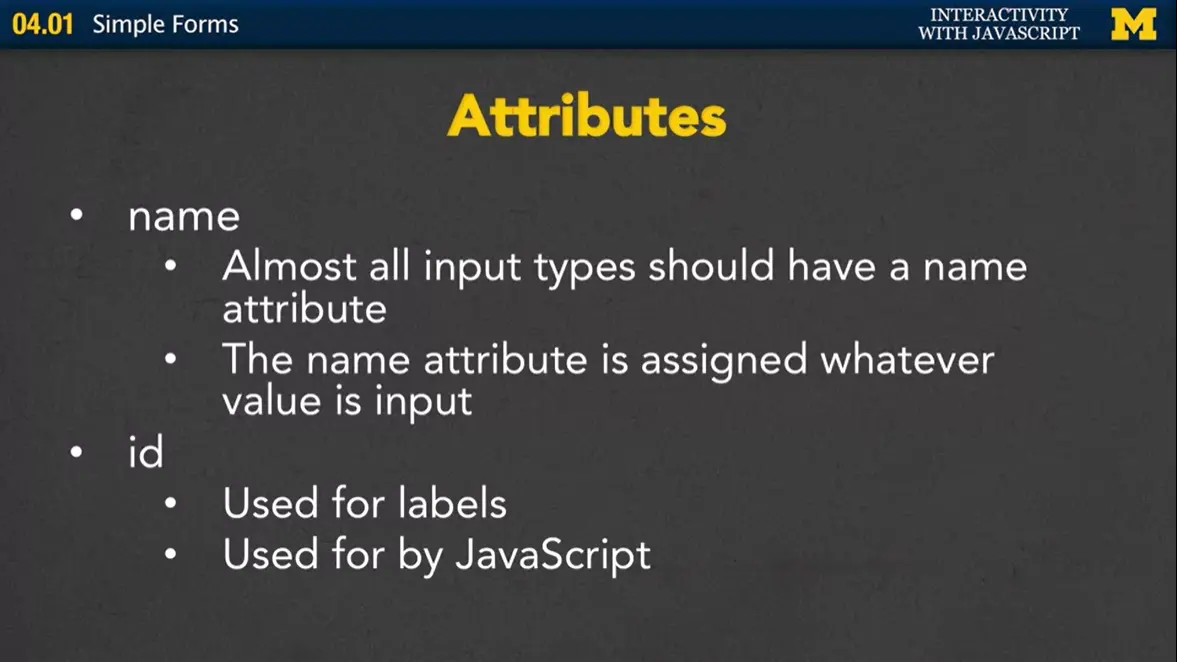 04.01 Simple Forms
INTERACTIVITY
WITH JAVASCRIPT
M
Attributes
• name
• Almost all input types should have a name
attribute
• The name attribute is assigned whatever
value is input
• id
• Used for labels
• Used for by JavaScript